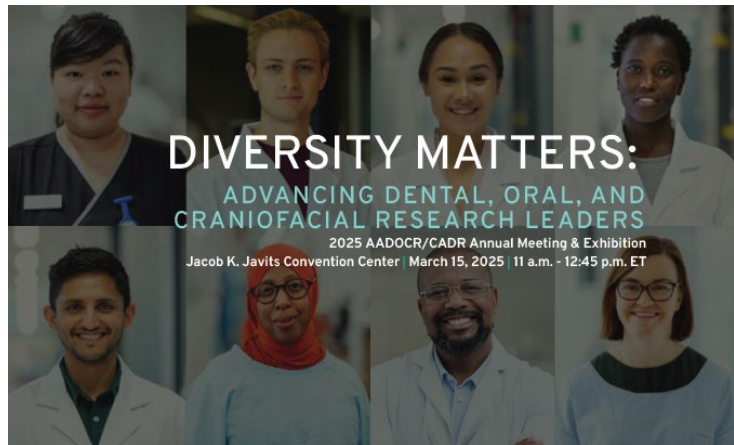 DIVERSITY MATTERS:
ADVANCING DENTAL, ORAL, AND
CRANIOFACIAL RESEARCH LEADERS
2025 AADOCR/CADR Annual Meeting & Exhibition
Jacob K. Javits Convention Center | March 15, 2025 | 11 a.m. - 12:45 p.m. ET